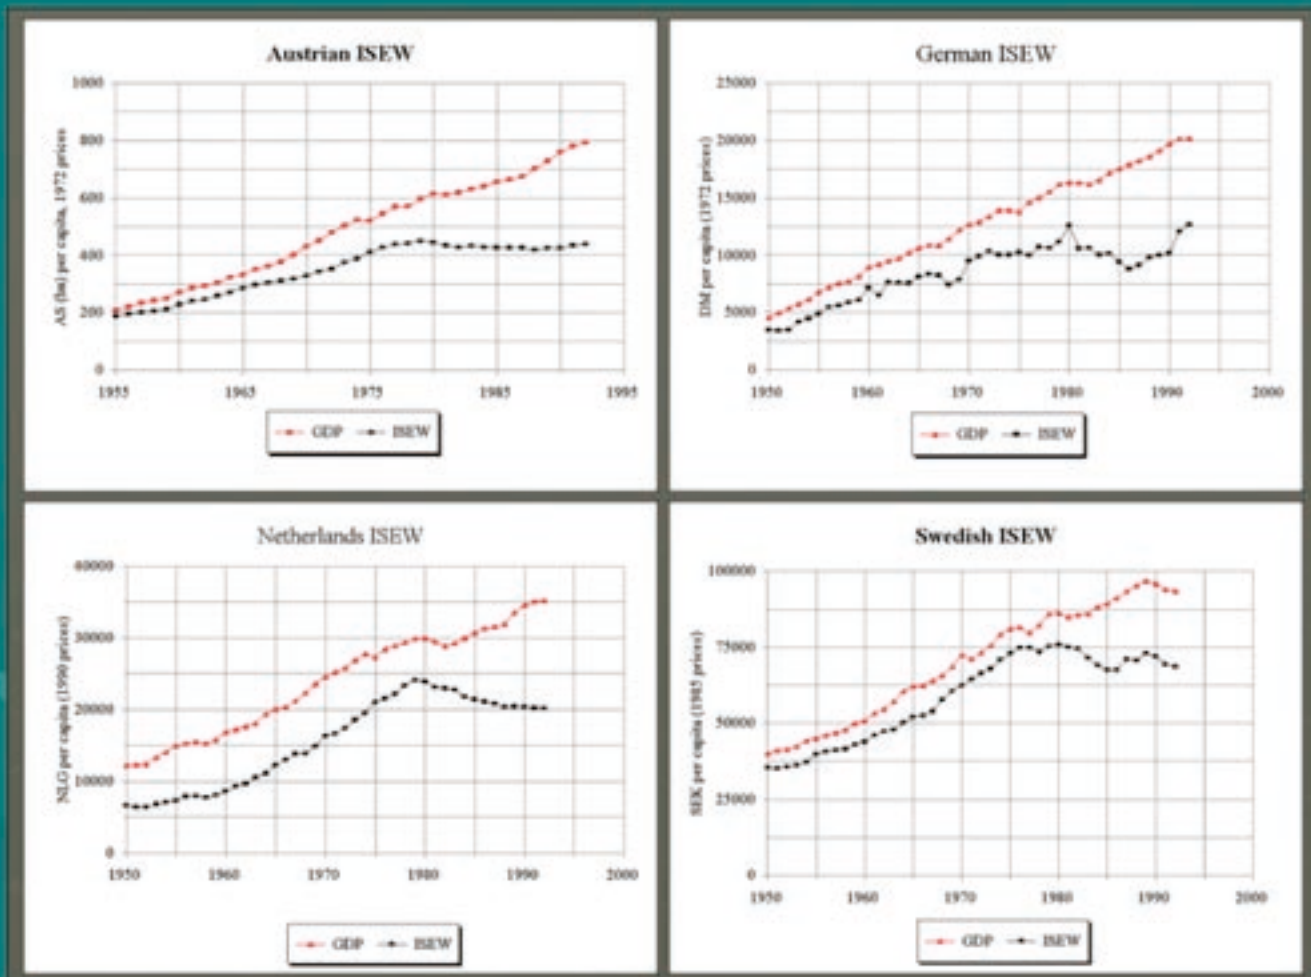 Austrian ISEW
1000
800
600
400
200
0
AS (bn) per capita, 1972 prices
1955 1965 1975 1985 1995
GDP ISEW
German ISEW
25000
20000
15000
10000
5000
0
DM per capita (1972 prices)
1950 1960 1970 1980 1990 2000
GDP ISEW
Netherlands ISEW
40000
30000
20000
10000
0
NLG per capita (1990 prices)
1950 1960 1970 1980 1990 2000
GDP ISEW
Swedish ISEW
100000
75000
50000
25000
0
SEK per capita (1985 prices)
1950 1960 1970 1980 1990 2000
GDP ISEW